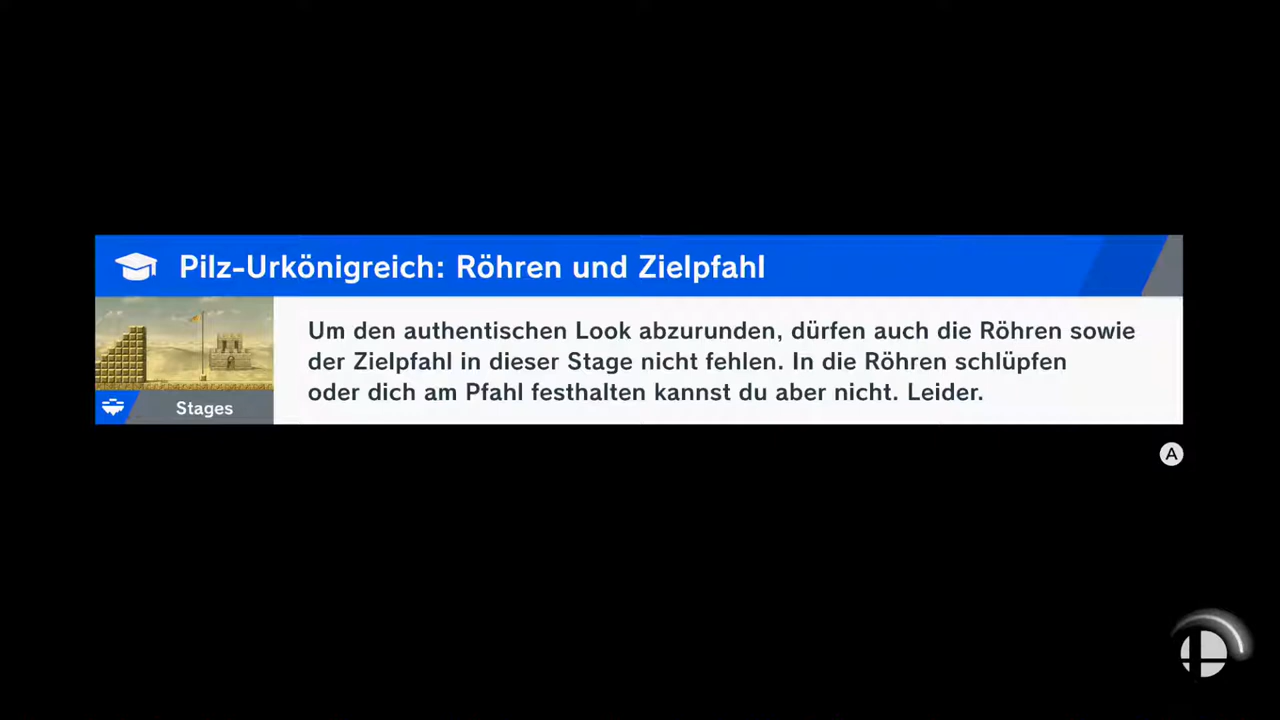 Pilz-Urkönigreich: Röhren und Zielpfahl
Um den authentischen Look abzurunden, dürfen auch die Röhren sowie
der Zielpfahl in dieser Stage nicht fehlen. In die Röhren schlüpfen
oder dich am Pfahl festhalten kannst du aber nicht. Leider.
Stages
A